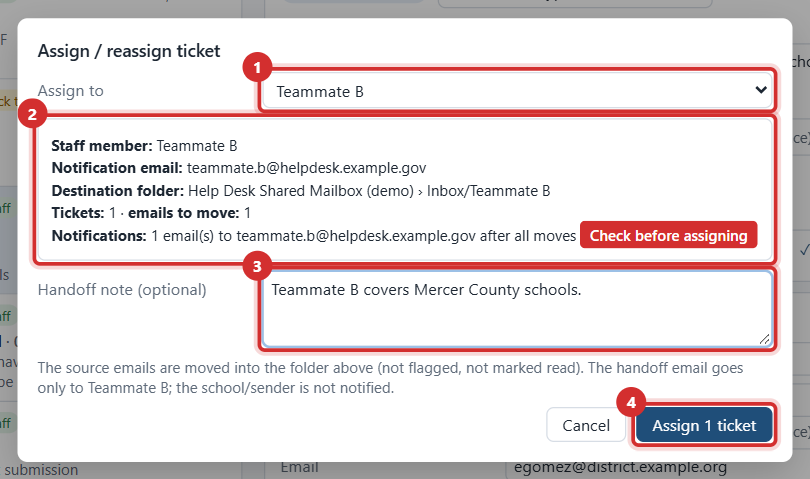 Assign / reassign ticket
1
Assign to
Teammate B
2
Staff member: Teammate B
Notification email: teammate.b@helpdesk.example.gov
Destination folder: Help Desk Shared Mailbox (demo) › Inbox/Teammate B
Tickets: 1 · emails to move: 1
Notifications: 1 email(s) to teammate.b@helpdesk.example.gov after all moves Check before assigning
3
Handoff note (optional)
Teammate B covers Mercer County schools.
The source emails are moved into the folder above (not flagged, not marked read). The handoff email goes
only to Teammate B; the school/sender is not notified.
4
Cancel
Assign 1 ticket
submission
Email
egomez@district.example.org